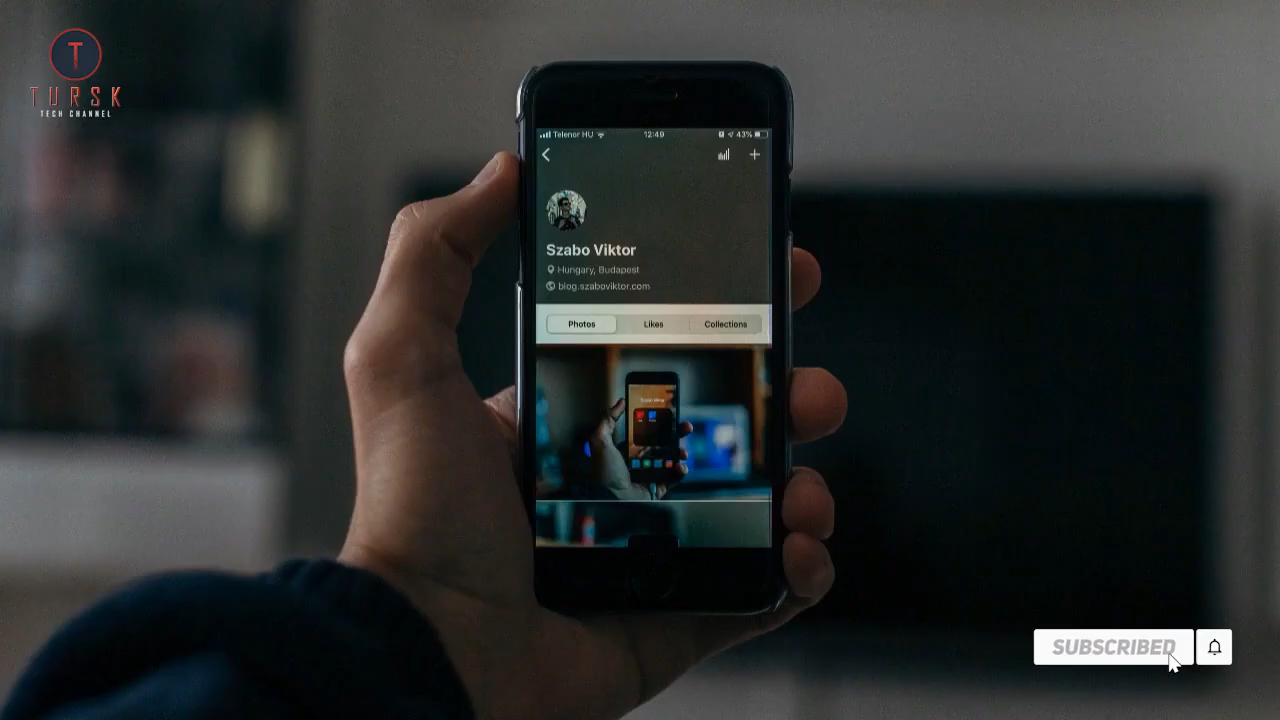 T
TURSK
TECH CHANNEL
Telenor HU 12:49 43%
Szabo Viktor
Hungary, Budapest
blog.szaboviktor.com
Photos Likes Collections
SUBSCRIBED